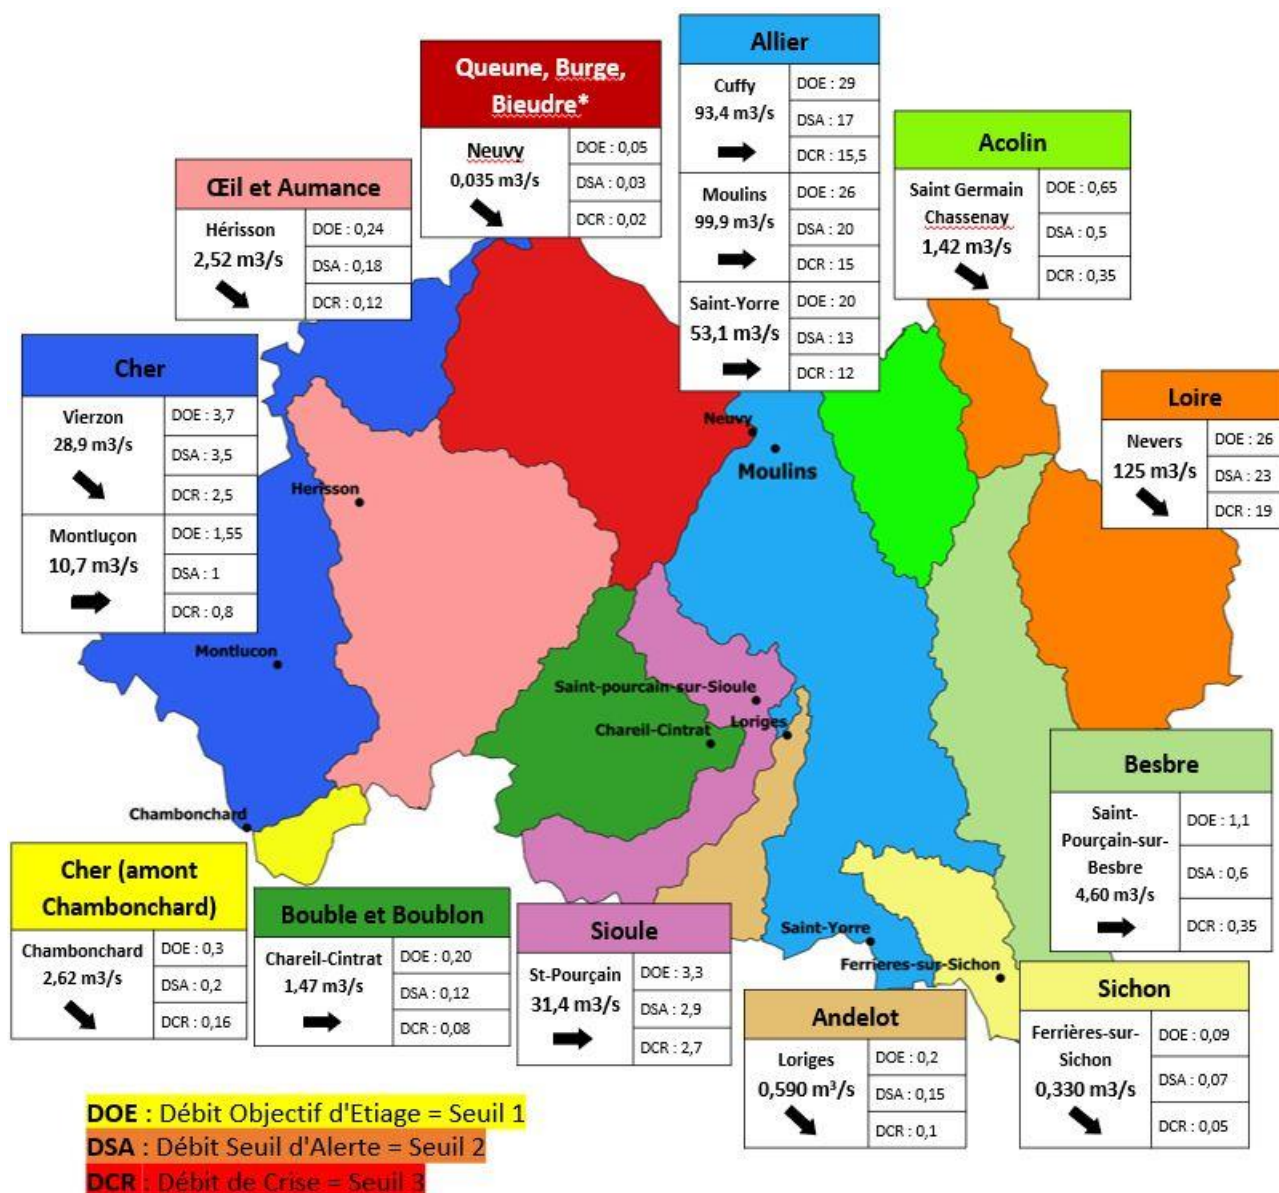 Allier
Cuffy
93,4 m3/s
DOE : 29
DSA : 17
DCR : 15,5
Moulins
99,9 m3/s
DOE : 26
DSA : 20
DCR : 15
Saint-Yorre
53,1 m3/s
DOE : 20
DSA : 13
DCR : 12
Queune, Burge,
Bieudre*
Neuvy
0,035 m3/s
DOE : 0,05
DSA : 0,03
DCR : 0,02
Acolin
Saint Germain
Chassenay
1,42 m3/s
DOE : 0,65
DSA : 0,5
DCR : 0,35
Œil et Aumance
Hérisson
2,52 m3/s
DOE : 0,24
DSA : 0,18
DCR : 0,12
Cher
Vierzon
28,9 m3/s
DOE : 3,7
DSA : 3,5
DCR : 2,5
Montluçon
10,7 m3/s
DOE : 1,55
DSA : 1
DCR : 0,8
Loire
Nevers
125 m3/s
DOE : 26
DSA : 23
DCR : 19
Neuvy
Moulins
Herisson
Montlucon
Saint-pourcain-sur-Sioule
Chareil-Cintrat
Loriges
Chambonchard
Saint-Yorre
Ferrieres-sur-Sichon
Besbre
Saint-
Pourçain-sur-
Besbre
4,60 m3/s
DOE : 1,1
DSA : 0,6
DCR : 0,35
Cher (amont
Chambonchard)
Chambonchard
2,62 m3/s
DOE : 0,3
DSA : 0,2
DCR : 0,16
Bouble et Boublon
Chareil-Cintrat
1,47 m3/s
DOE : 0,20
DSA : 0,12
DCR : 0,08
Sioule
St-Pourçain
31,4 m3/s
DOE : 3,3
DSA : 2,9
DCR : 2,7
Andelot
Loriges
0,590 m³/s
DOE : 0,2
DSA : 0,15
DCR : 0,1
Sichon
Ferrières-sur-
Sichon
0,330 m3/s
DOE : 0,09
DSA : 0,07
DCR : 0,05
DOE : Débit Objectif d'Etiage = Seuil 1
DSA : Débit Seuil d'Alerte = Seuil 2
DCR : Débit de Crise = Seuil 3